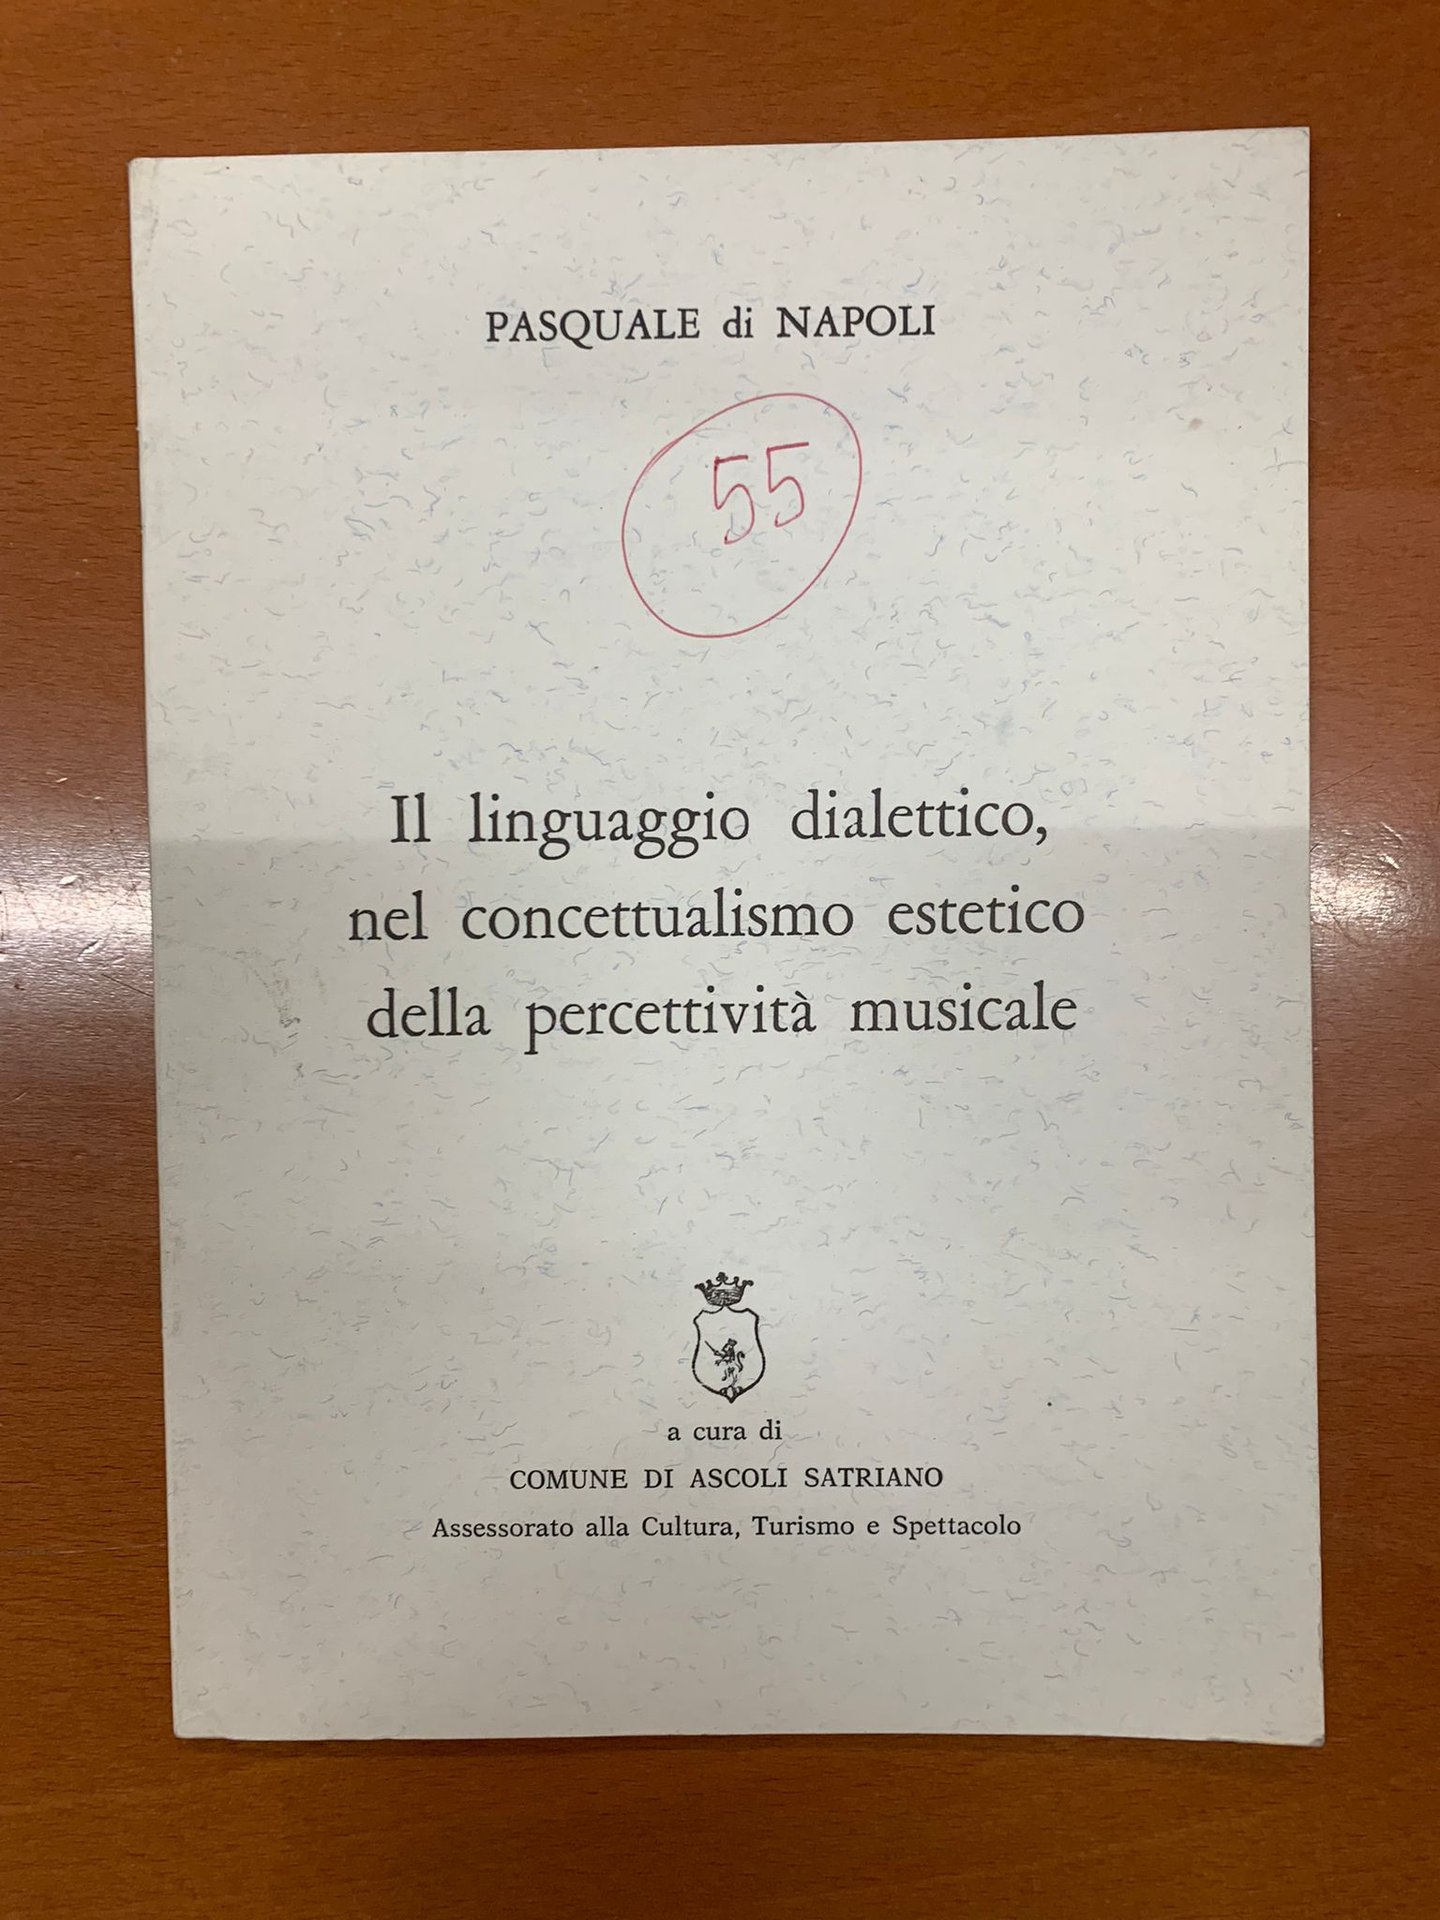 PASQUALE di NAPOLI
55
Il linguaggio dialettico,
nel concettualismo estetico
della percettività musicale
a cura di
COMUNE DI ASCOLI SATRIANO
Assessorato alla Cultura, Turismo e Spettacolo